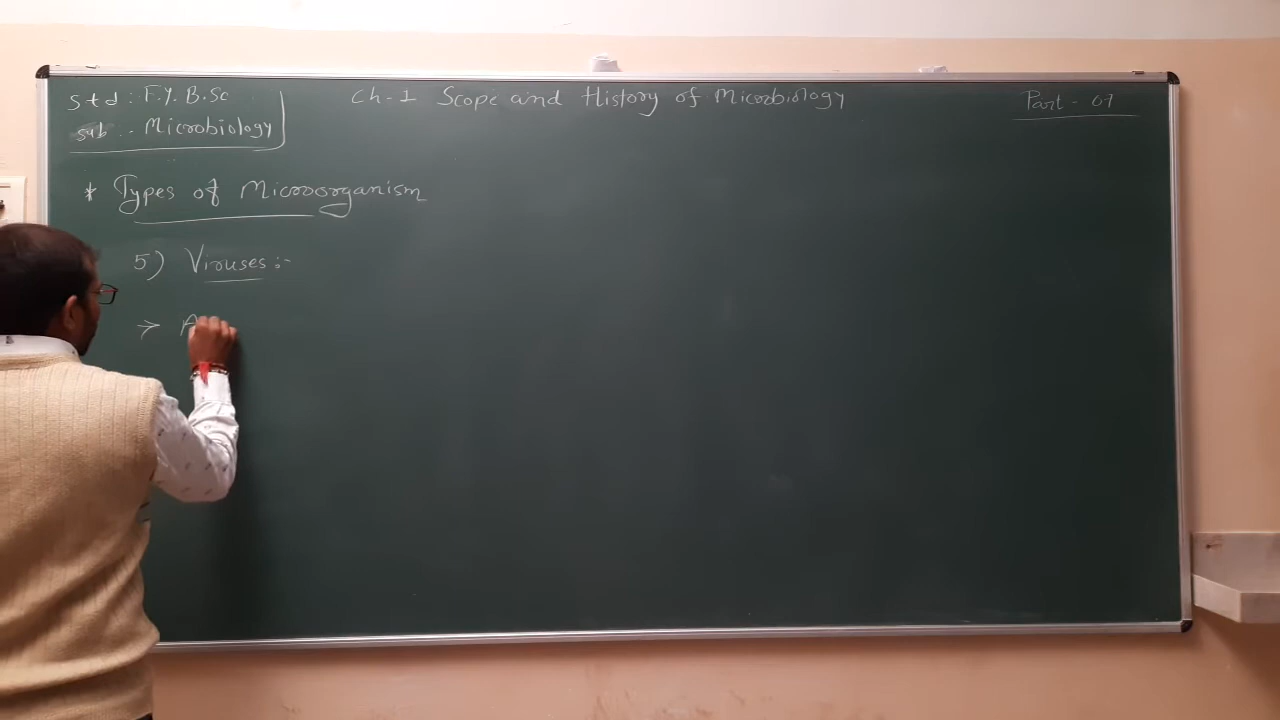 std : F.Y.B.Sc
sub :- Microbiology
Ch-1 Scope and History of Microbiology
Part - 07
* Types of Microorganism
5) Viruses :-
> A